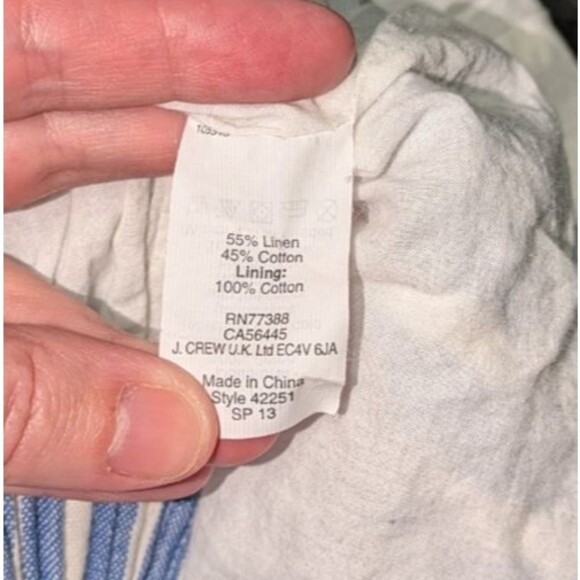 55% Linen
45% Cotton
Lining:
100% Cotton
RN77388
CA56445
J. CREW U.K. Ltd EC4V 6JA
Made in China
Style 42251
SP 13